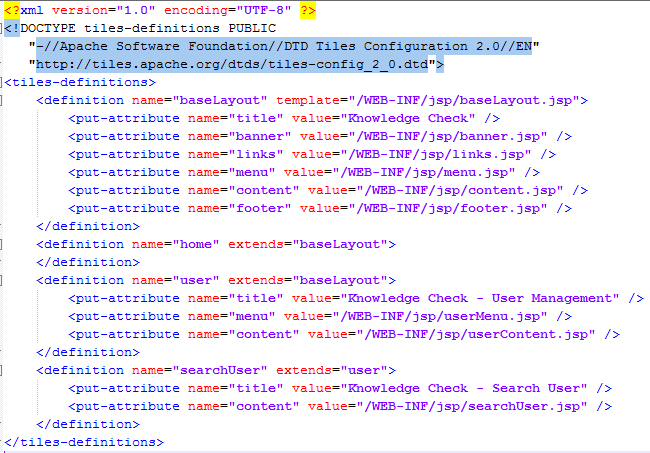 <?xml version="1.0" encoding="UTF-8" ?>
<!DOCTYPE tiles-definitions PUBLIC
"-//Apache Software Foundation//DTD Tiles Configuration 2.0//EN"
"http://tiles.apache.org/dtds/tiles-config_2_0.dtd">
<tiles-definitions>
<definition name="baseLayout" template="/WEB-INF/jsp/baseLayout.jsp">
<put-attribute name="title" value="Knowledge Check" />
<put-attribute name="banner" value="/WEB-INF/jsp/banner.jsp" />
<put-attribute name="links" value="/WEB-INF/jsp/links.jsp" />
<put-attribute name="menu" value="/WEB-INF/jsp/menu.jsp" />
<put-attribute name="content" value="/WEB-INF/jsp/content.jsp" />
<put-attribute name="footer" value="/WEB-INF/jsp/footer.jsp" />
</definition>
<definition name="home" extends="baseLayout">
</definition>
<definition name="user" extends="baseLayout">
<put-attribute name="title" value="Knowledge Check - User Management" />
<put-attribute name="menu" value="/WEB-INF/jsp/userMenu.jsp" />
<put-attribute name="content" value="/WEB-INF/jsp/userContent.jsp" />
</definition>
<definition name="searchUser" extends="user">
<put-attribute name="title" value="Knowledge Check - Search User" />
<put-attribute name="content" value="/WEB-INF/jsp/searchUser.jsp" />
</definition>
</tiles-definitions>